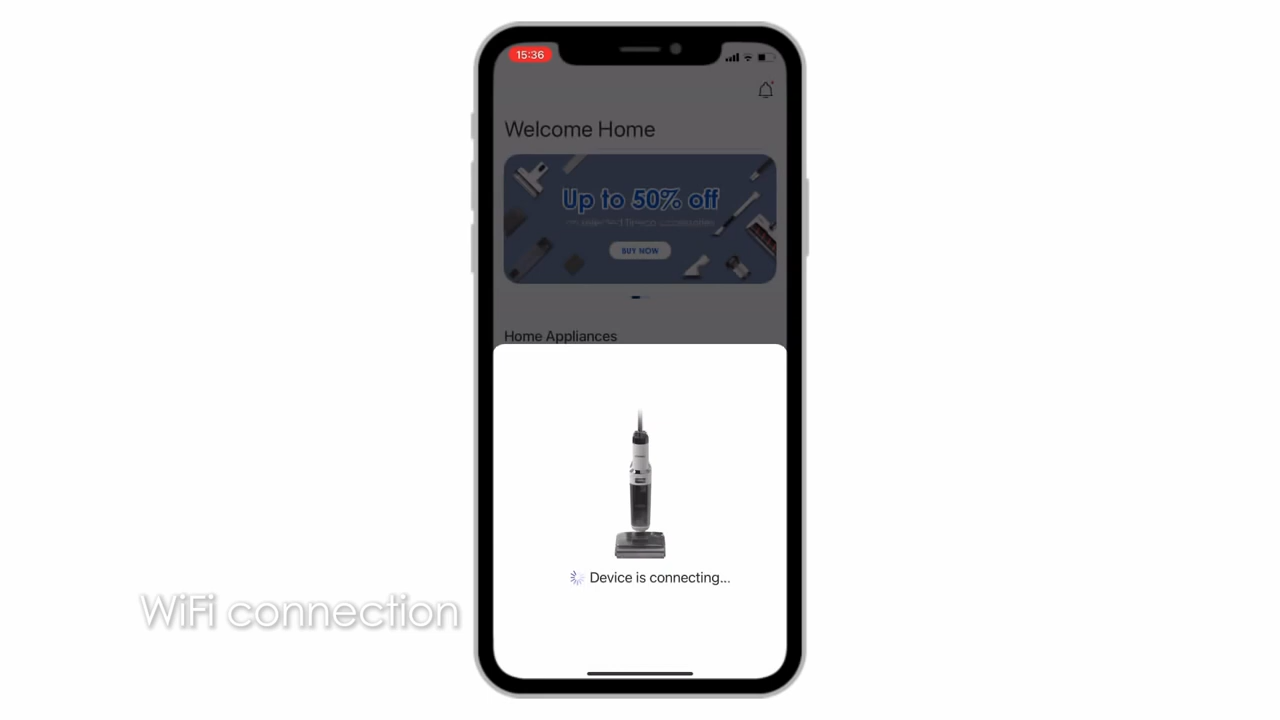 15:36
Welcome Home
Up to 50% off
BUY NOW
Home Appliances
Device is connecting...
WiFi connection